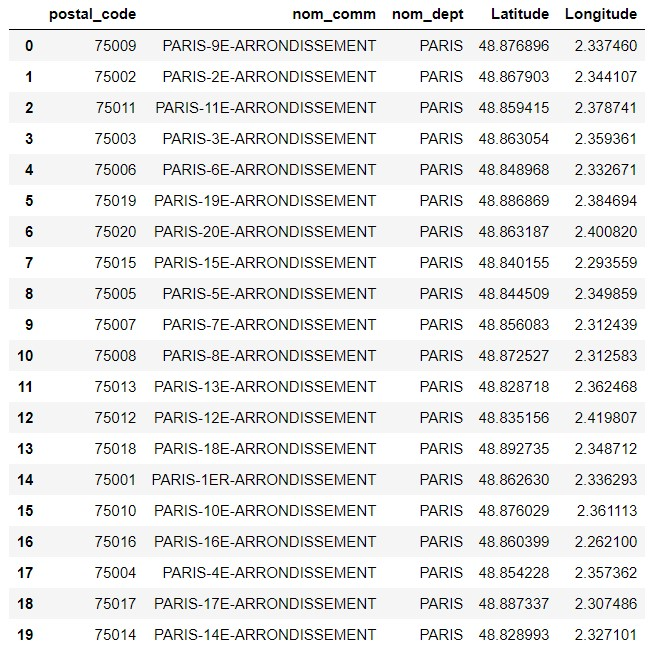 postal_code nom_comm nom_dept Latitude Longitude
0 75009 PARIS-9E-ARRONDISSEMENT PARIS 48.876896 2.337460
1 75002 PARIS-2E-ARRONDISSEMENT PARIS 48.867903 2.344107
2 75011 PARIS-11E-ARRONDISSEMENT PARIS 48.859415 2.378741
3 75003 PARIS-3E-ARRONDISSEMENT PARIS 48.863054 2.359361
4 75006 PARIS-6E-ARRONDISSEMENT PARIS 48.848968 2.332671
5 75019 PARIS-19E-ARRONDISSEMENT PARIS 48.886869 2.384694
6 75020 PARIS-20E-ARRONDISSEMENT PARIS 48.863187 2.400820
7 75015 PARIS-15E-ARRONDISSEMENT PARIS 48.840155 2.293559
8 75005 PARIS-5E-ARRONDISSEMENT PARIS 48.844509 2.349859
9 75007 PARIS-7E-ARRONDISSEMENT PARIS 48.856083 2.312439
10 75008 PARIS-8E-ARRONDISSEMENT PARIS 48.872527 2.312583
11 75013 PARIS-13E-ARRONDISSEMENT PARIS 48.828718 2.362468
12 75012 PARIS-12E-ARRONDISSEMENT PARIS 48.835156 2.419807
13 75018 PARIS-18E-ARRONDISSEMENT PARIS 48.892735 2.348712
14 75001 PARIS-1ER-ARRONDISSEMENT PARIS 48.862630 2.336293
15 75010 PARIS-10E-ARRONDISSEMENT PARIS 48.876029 2.361113
16 75016 PARIS-16E-ARRONDISSEMENT PARIS 48.860399 2.262100
17 75004 PARIS-4E-ARRONDISSEMENT PARIS 48.854228 2.357362
18 75017 PARIS-17E-ARRONDISSEMENT PARIS 48.887337 2.307486
19 75014 PARIS-14E-ARRONDISSEMENT PARIS 48.828993 2.327101